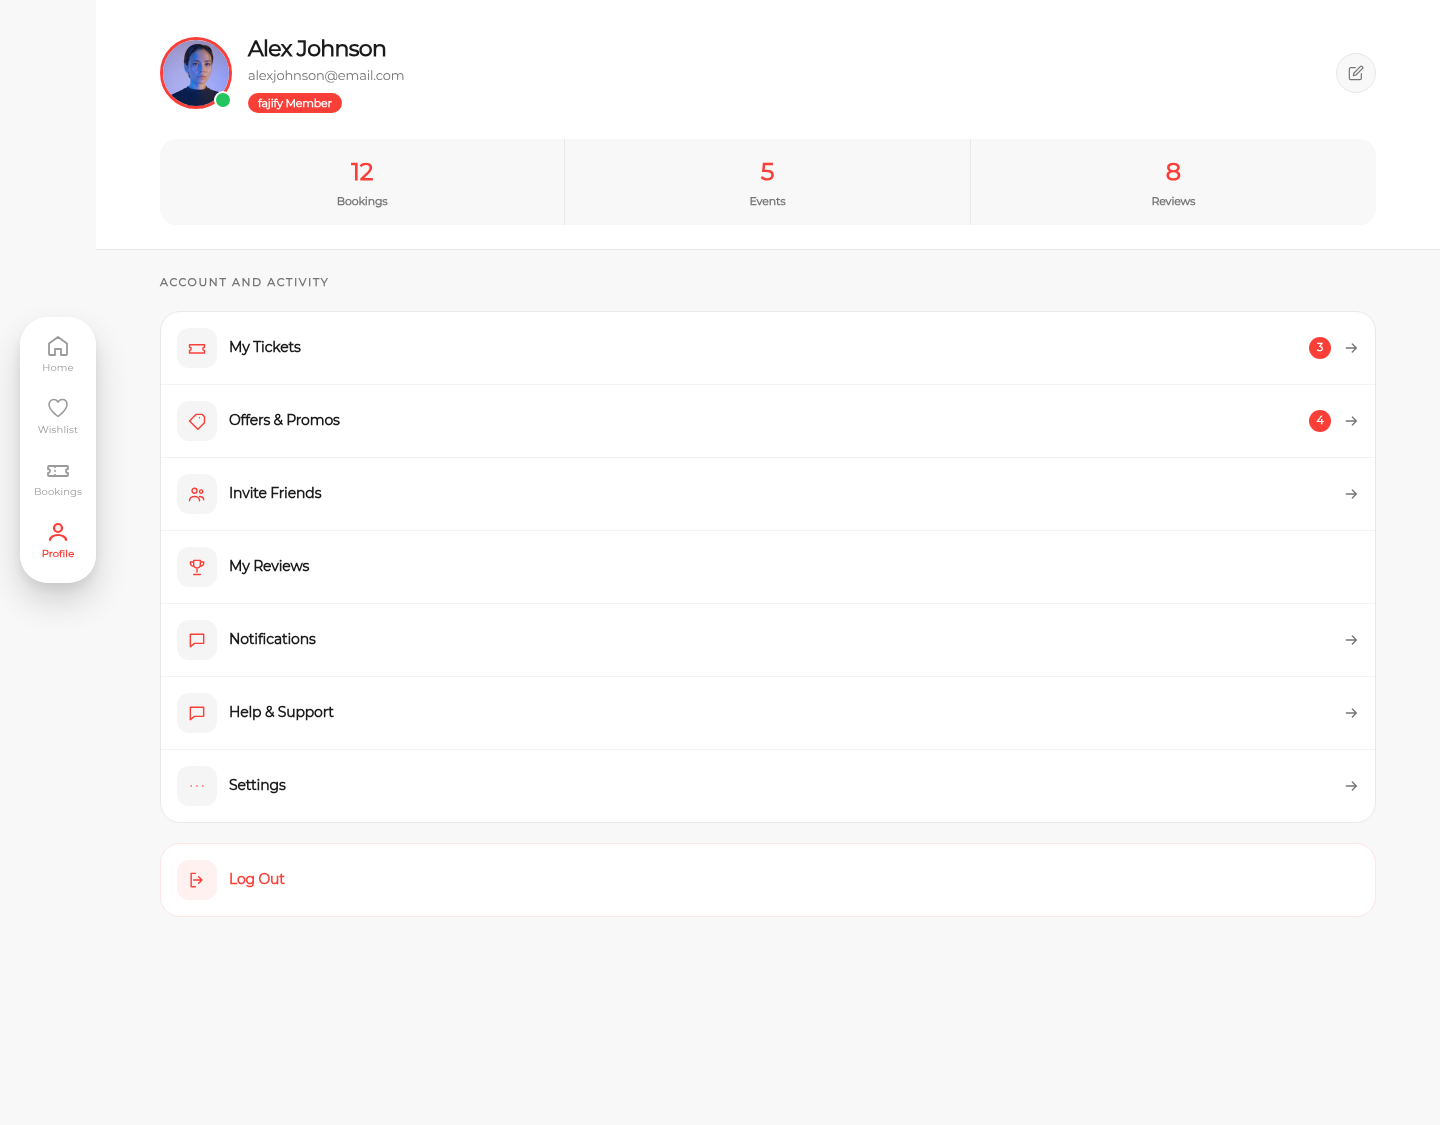 Alex Johnson
alexjohnson@email.com
fajify Member
12
Bookings
5
Events
8
Reviews
ACCOUNT AND ACTIVITY
Home
Wishlist
Bookings
Profile
My Tickets
3
Offers & Promos
4
Invite Friends
My Reviews
Notifications
Help & Support
Settings
Log Out